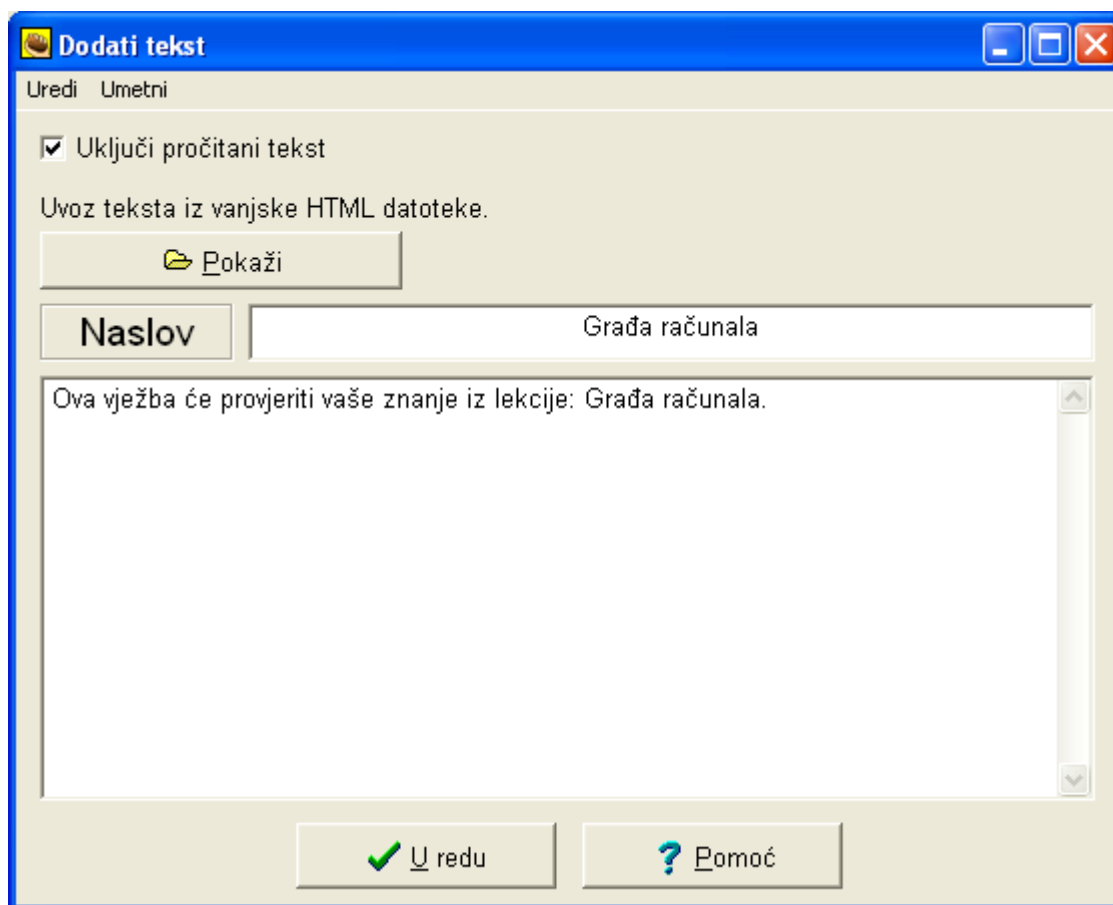 Dodati tekst
Uredi Umetni
Uključi pročitani tekst
Uvoz teksta iz vanjske HTML datoteke.
Pokaži
Naslov Građa računala
Ova vježba će provjeriti vaše znanje iz lekcije: Građa računala.
U redu ? Pomoć